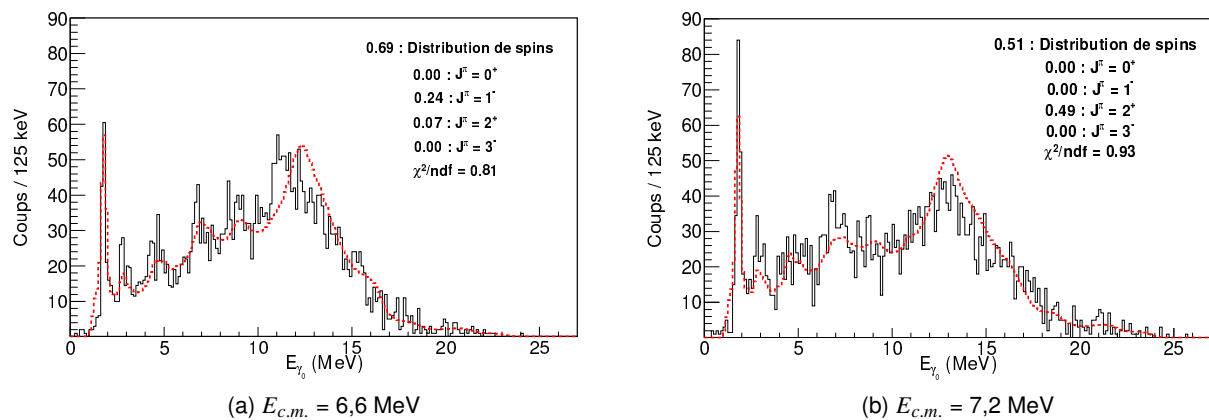 Coups / 125 keV
90
80
70
60
50
40
30
20
10
0.69 : Distribution de spins
0.00 : Jπ = 0+
0.24 : J^π = 1^-
0.07 : J^π = 2^+
0.00 : J^π = 3^-
χ²/ndf = 0.81
0 5 10 15 20 25
E_γ₀ (MeV)
(a) E_c.m. = 6,6 MeV
Coups / 125 keV
90
80
70
60
50
40
30
20
10
0.51 : Distribution de spins
0.00 : J^π = 0^+
0.00 : J^π = 1^-
0.49 : J^π = 2^+
0.00 : J^π = 3^-
χ²/ndf = 0.93
0 5 10 15 20 25
E_γ₀ (MeV)
(b) E_c.m. = 7,2 MeV